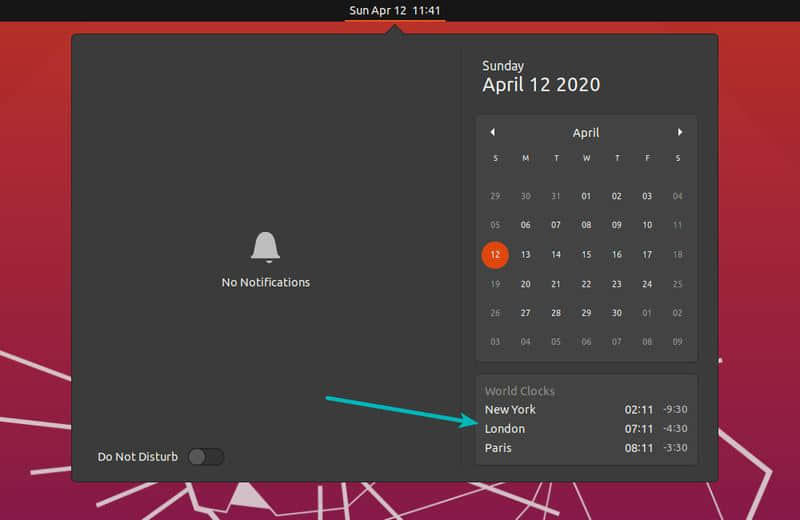 Sun Apr 12 11:41
No Notifications
Do Not Disturb
Sunday
April 12 2020
April
S M T W T F S
29 30 31 01 02 03 04
05 06 07 08 09 10 11
12 13 14 15 16 17 18
19 20 21 22 23 24 25
26 27 28 29 30 01 02
03 04 05 06 07 08 09
World Clocks
New York 02:11 -9:30
London 07:11 -4:30
Paris 08:11 -3:30